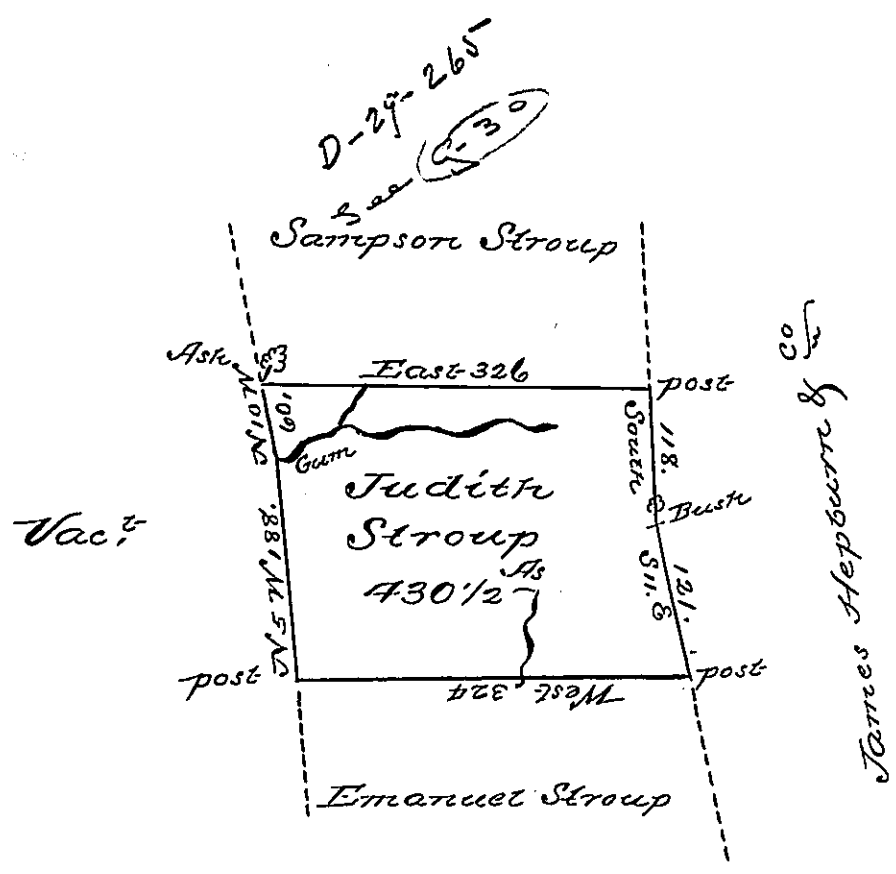 D-29-265
See C-30
Sampson Stroup
Ash
East 326
post
N 10 W 60.
Gum
South 118.
Bush
Judith
Stroup
430 1/2 As
Vac.t
N 5 W 188.
S 11. E 121.
post
West 324
post
Emanuel Stroup
James Hepburn & Co